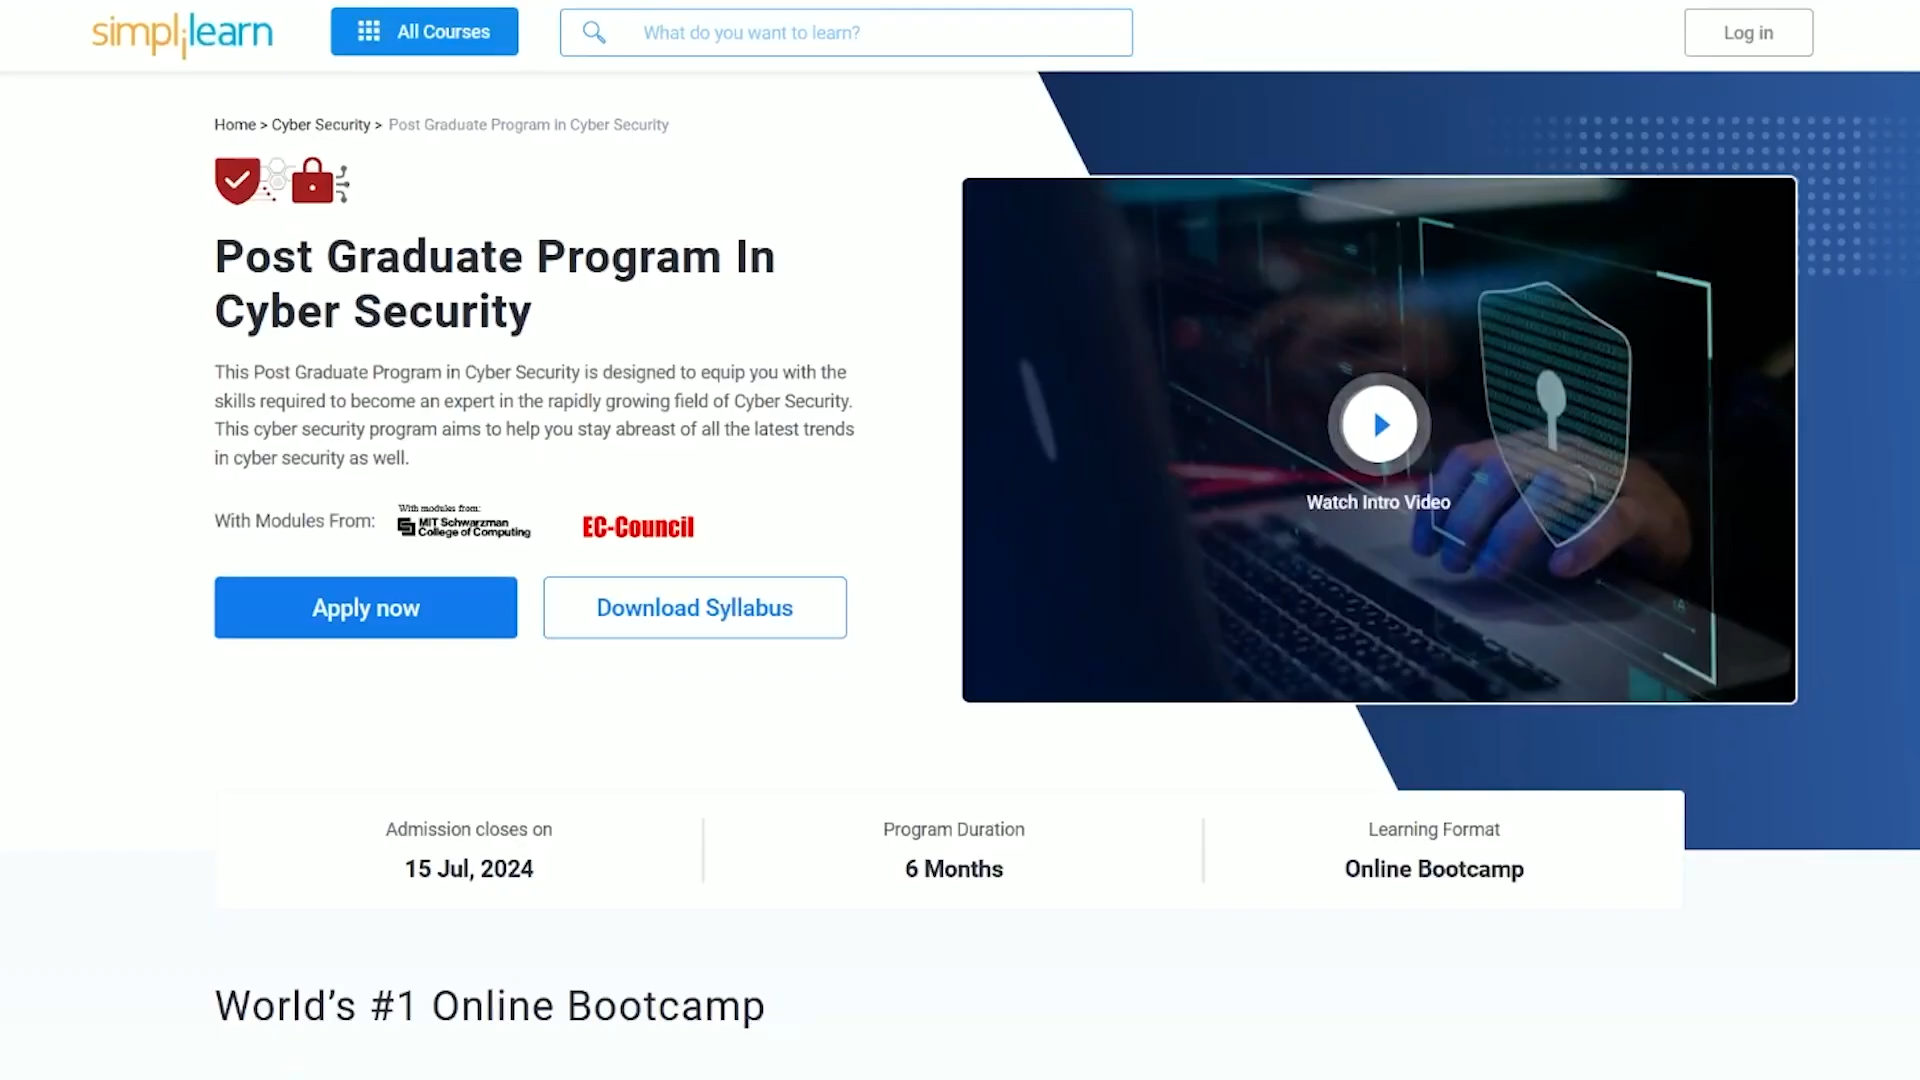 simplilearn
All Courses
What do you want to learn?
Log in
Home > Cyber Security > Post Graduate Program in Cyber Security
Post Graduate Program In
Cyber Security
This Post Graduate Program in Cyber Security is designed to equip you with the
skills required to become an expert in the rapidly growing field of Cyber Security.
This cyber security program aims to help you stay abreast of all the latest trends
in cyber security as well.
With Modules From:
With modules from:
MIT Schwarzman
College of Computing
EC-Council
Apply now
Download Syllabus
Watch Intro Video
Admission closes on
15 Jul, 2024
Program Duration
6 Months
Learning Format
Online Bootcamp
World's #1 Online Bootcamp